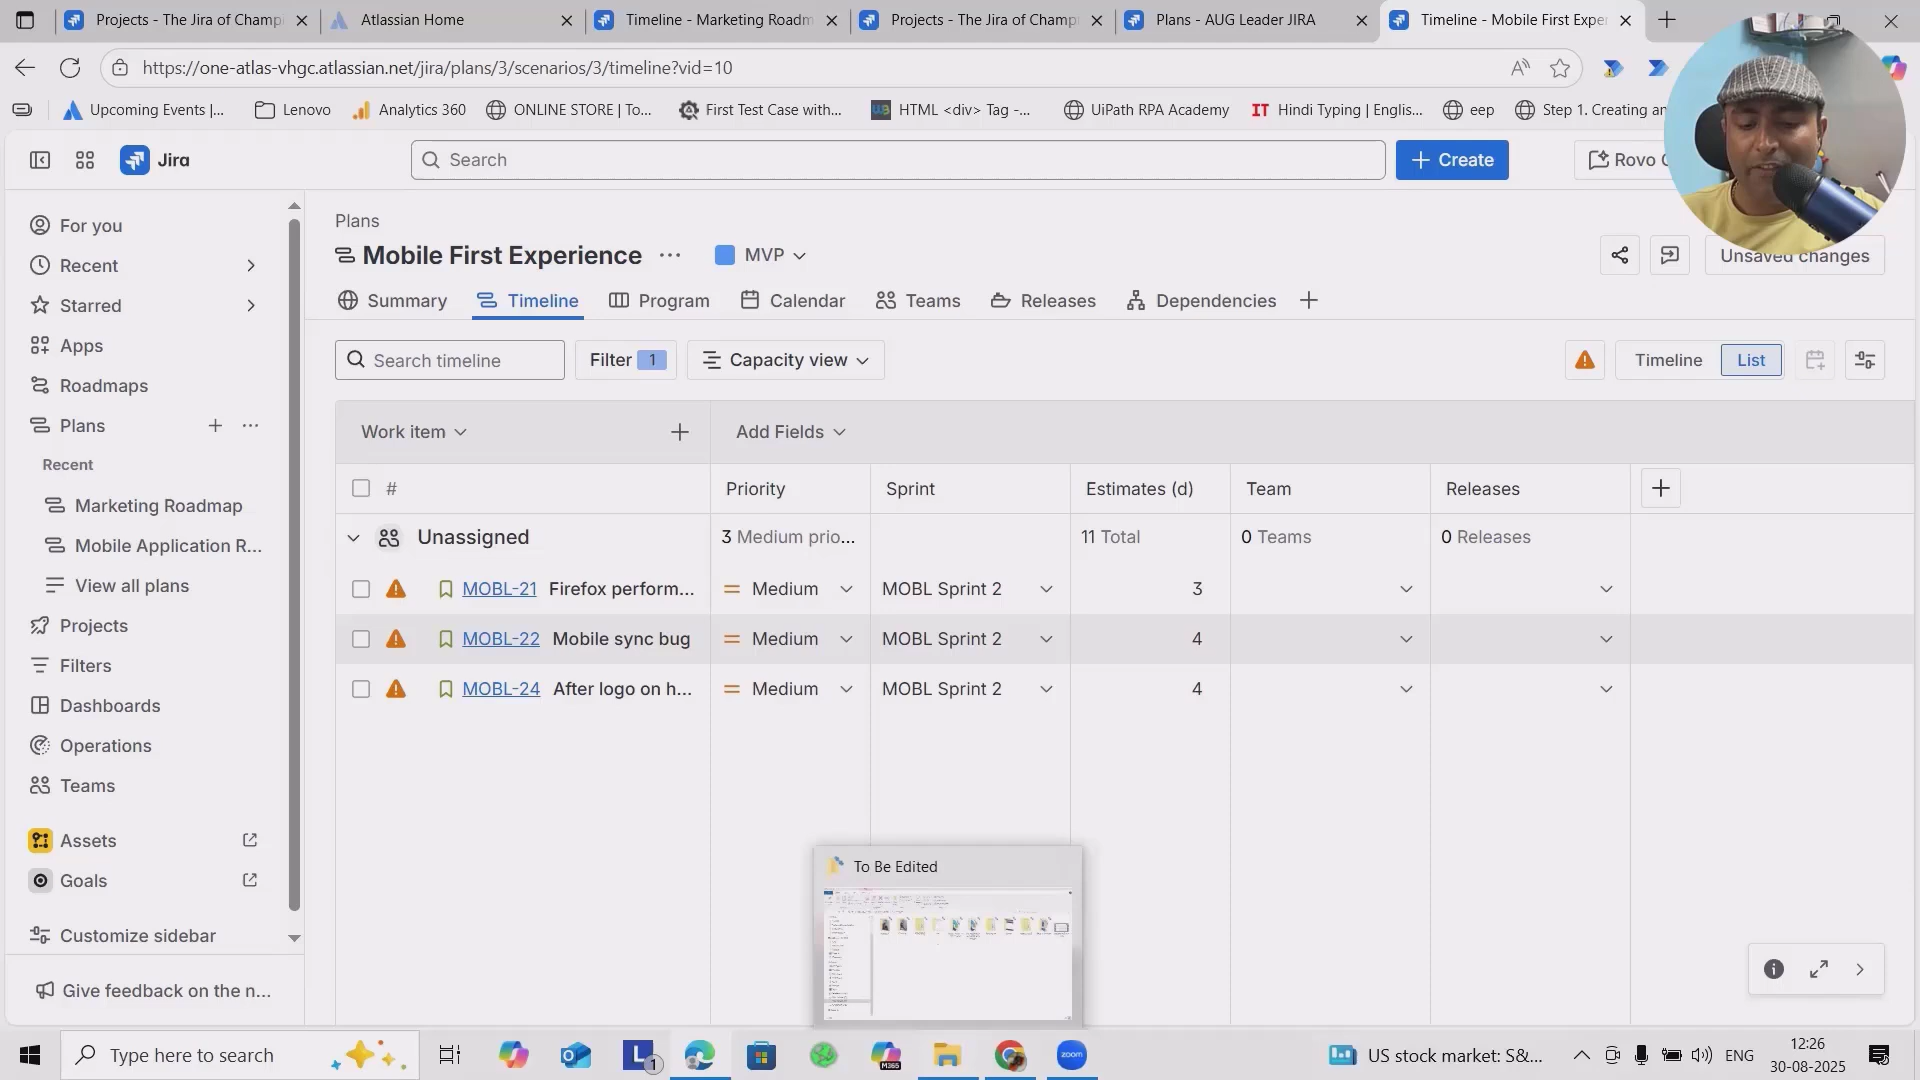 Projects - The Jira of Champ
Atlassian Home
Timeline - Marketing Roadm
Projects - The Jira of Champ
Plans - AUG Leader JIRA
Timeline - Mobile First Expe
https://one-atlas-vhgc.atlassian.net/jira/plans/3/scenarios/3/timeline?vid=10
Upcoming Events |...
Lenovo
Analytics 360
ONLINE STORE | To...
First Test Case with...
HTML <div> Tag -...
UiPath RPA Academy
IT Hindi Typing | Englis...
eep
Step 1. Creating an
Jira
Search
Create
Rovo
For you
Recent
Starred
Apps
Roadmaps
Plans
Recent
Marketing Roadmap
Mobile Application R...
View all plans
Projects
Filters
Dashboards
Operations
Teams
Assets
Goals
Customize sidebar
Give feedback on the n...
Plans
Mobile First Experience
MVP
Unsaved changes
Summary
Timeline
Program
Calendar
Teams
Releases
Dependencies
Search timeline
Filter 1
Capacity view
Timeline
List
Work item
Add Fields
# Priority Sprint Estimates (d) Team Releases
Unassigned 3 Medium prio... 11 Total 0 Teams 0 Releases
MOBL-21 Firefox perform... Medium MOBL Sprint 2 3
MOBL-22 Mobile sync bug Medium MOBL Sprint 2 4
MOBL-24 After logo on h... Medium MOBL Sprint 2 4
To Be Edited
Type here to search
L 1
M365
zoom
US stock market: S&...
ENG
12:26
30-08-2025